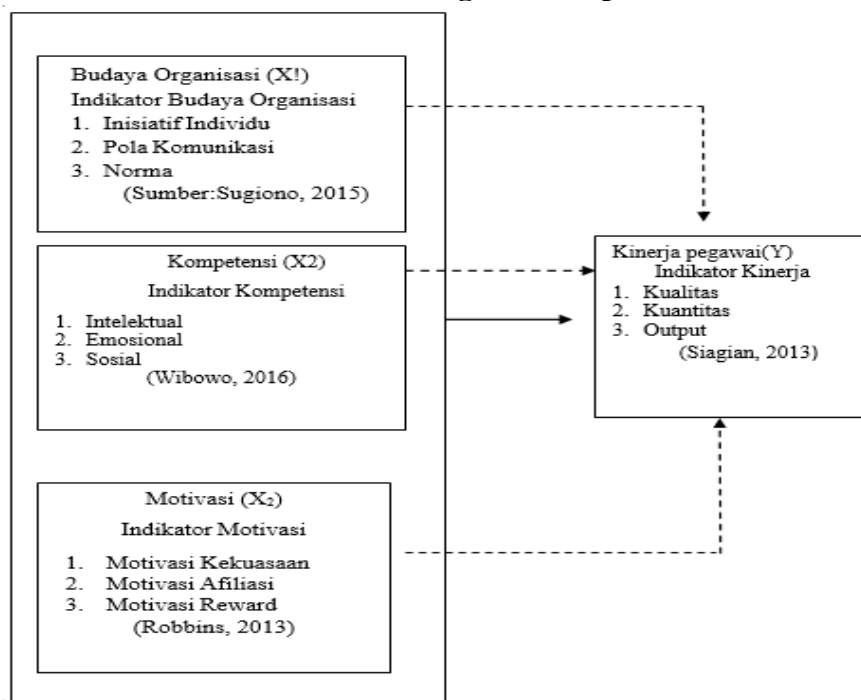 Budaya Organisasi (X!)
Indikator Budaya Organisasi
1. Inisiatif Individu
2. Pola Komunikasi
3. Norma
(Sumber:Sugiono, 2015)
Kompetensi (X2)
Indikator Kompetensi
1. Intelektual
2. Emosional
3. Sosial
(Wibowo, 2016)
Motivasi (X₂)
Indikator Motivasi
1. Motivasi Kekuasaan
2. Motivasi Afiliasi
3. Motivasi Reward
(Robbins, 2013)
Kinerja pegawai(Y)
Indikator Kinerja
1. Kualitas
2. Kuantitas
3. Output
(Siagian, 2013)